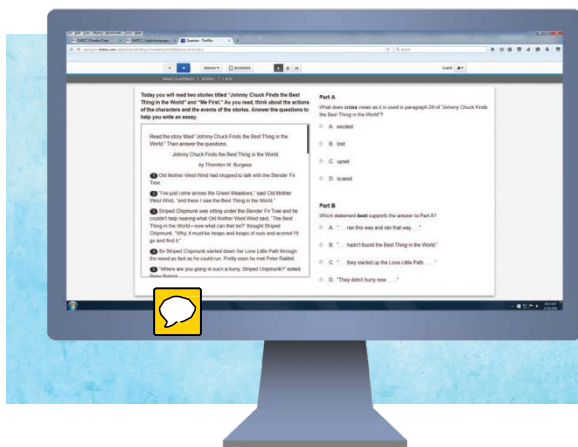 Today you will read two stories titled "Johnny Chuck Finds the Best
Thing in the World" and "Me First." As you read, think about the actions
of the characters and the events of the stories. Answer the questions to
help you write an essay.
Read the story titled "Johnny Chuck Finds the Best Thing in the
World." Then answer the questions.
Johnny Chuck Finds the Best Thing in the World
by Thornton W. Burgess
1 Old Mother West Wind had stopped to talk with the Slender Fir
Tree.
2 "I've just come across the Green Meadows," said Old Mother
West Wind, "and there I saw the Best Thing in the World."
3 Striped Chipmunk was sitting under the Slender Fir Tree and he
couldn't help hearing what Old Mother West Wind said. "The Best
Thing in the World—now what can that be?" thought Striped
Chipmunk. "Why, it must be heaps and heaps of nuts and acorns! I'll
go and find it."
4 So Striped Chipmunk started down the Lone Little Path through
the wood as fast as he could run. Pretty soon he met Peter Rabbit.
5 "Where are you going in such a hurry, Striped Chipmunk?" asked
Peter Rabbit.
Part A
What does cross mean as it is used in paragraph 20 of "Johnny Chuck Finds
the Best Thing in the World"?
A. excited
B. lost
C. upset
D. scared
Part B
Which statement best supports the answer to Part A?
A. ". . . ran this way and ran that way . . ."
B. ". . . hadn't found the Best Thing in the World."
C. ". . . they started up the Lone Little Path . . . ."
D. "They didn't hurry now . . . ."